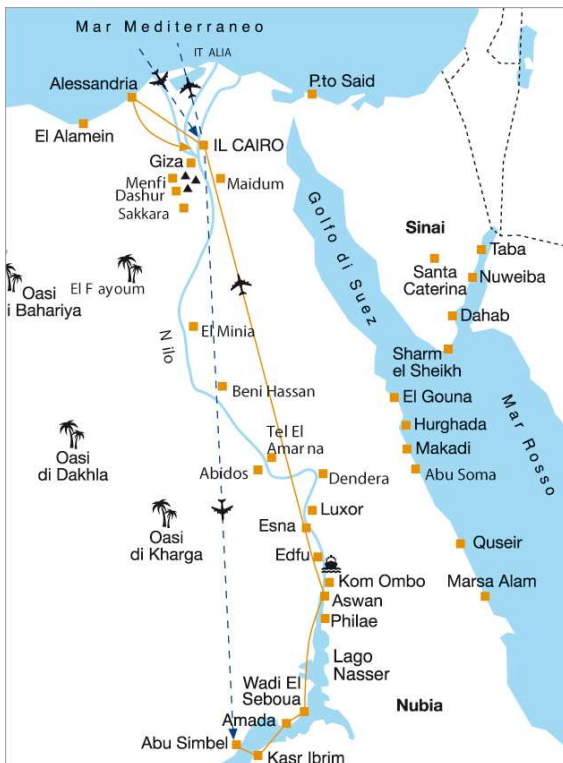 Mar Mediterraneo
IT ALIA
Alessandria
P.to Said
El Alamein
IL CAIRO
Giza
Menfi
Maidum
Dashur
Sakkara
Golfo di Suez
Sinai
Taba
Santa
Caterina
Nuweiba
El F ayoum
Oasi
i Bahariya
Dahab
N ilo
El Minia
Sharm
el Sheikh
Beni Hassan
El Gouna
Mar Rosso
Hurghada
Tel El
Amarna
Makadi
Oasi
di Dakhla
Abidos
Dendera
Abu Soma
Luxor
Oasi
di Kharga
Esna
Edfu
Quseir
Kom Ombo
Marsa Alam
Aswan
Philae
Lago
Nasser
Wadi El
Seboua
Nubia
Amada
Abu Simbel
Kasr Ibrim